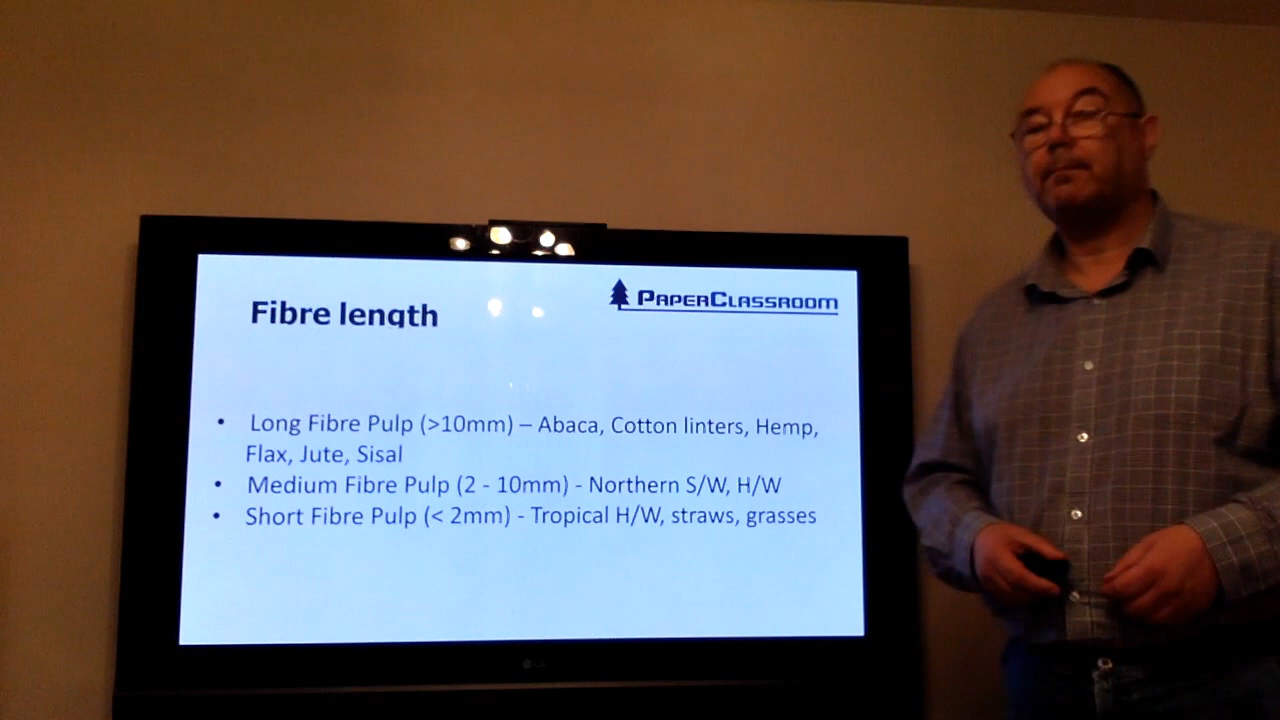 PAPERCLASSROOM
Fibre length
• Long Fibre Pulp (>10mm) – Abaca, Cotton linters, Hemp,
Flax, Jute, Sisal
• Medium Fibre Pulp (2 - 10mm) - Northern S/W, H/W
• Short Fibre Pulp (< 2mm) - Tropical H/W, straws, grasses
LG